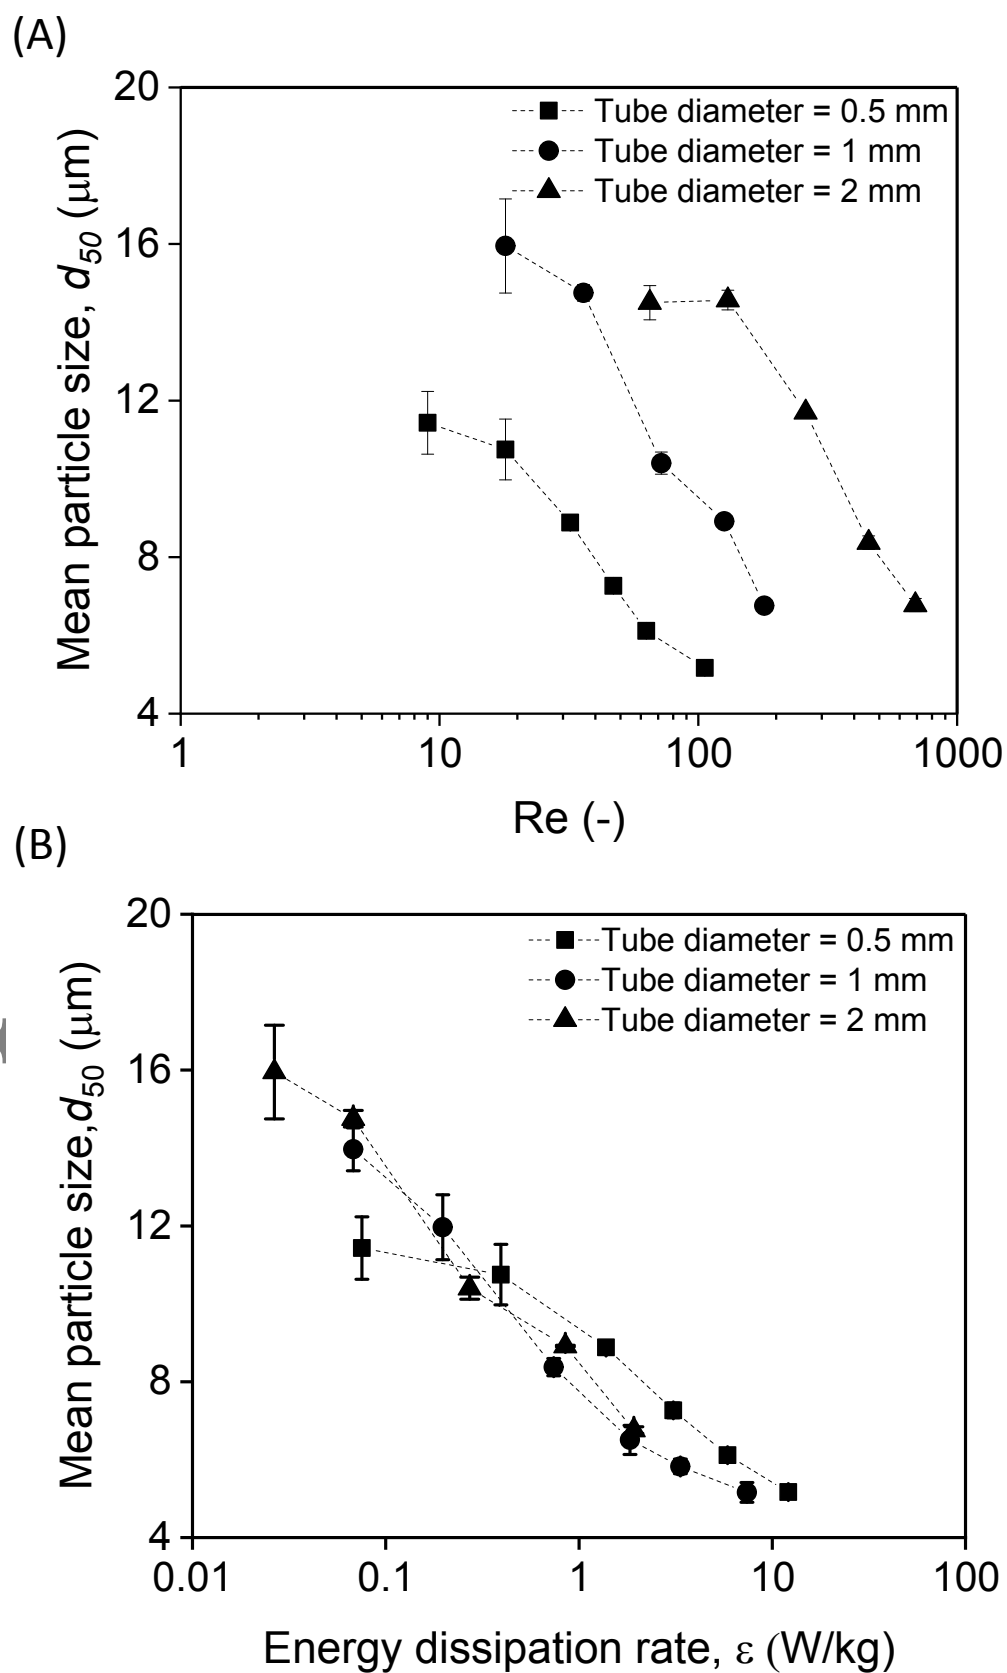 (A)
20
16
12
8
4
Mean particle size, d50 (μm)
Tube diameter = 0.5 mm
Tube diameter = 1 mm
Tube diameter = 2 mm
1
10
100
1000
Re (-)
(B)
20
16
12
8
4
Mean particle size,d50 (μm)
Tube diameter = 0.5 mm
Tube diameter = 1 mm
Tube diameter = 2 mm
0.01
0.1
1
10
100
Energy dissipation rate, ε (W/kg)